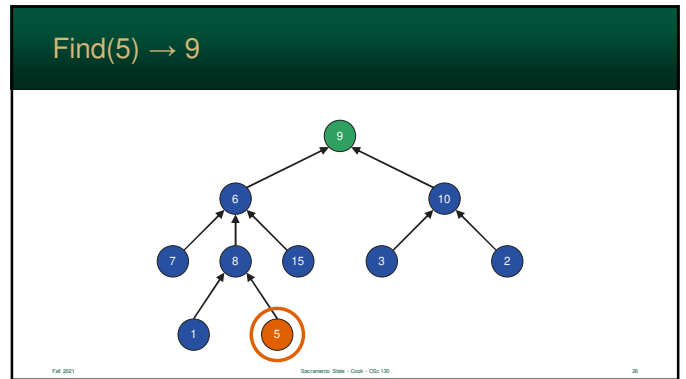 Find(5) → 9
9
6 10
7 8 15 3 2
1 5
Fall 2021 Sacramento State - Cook - CSc 130 26